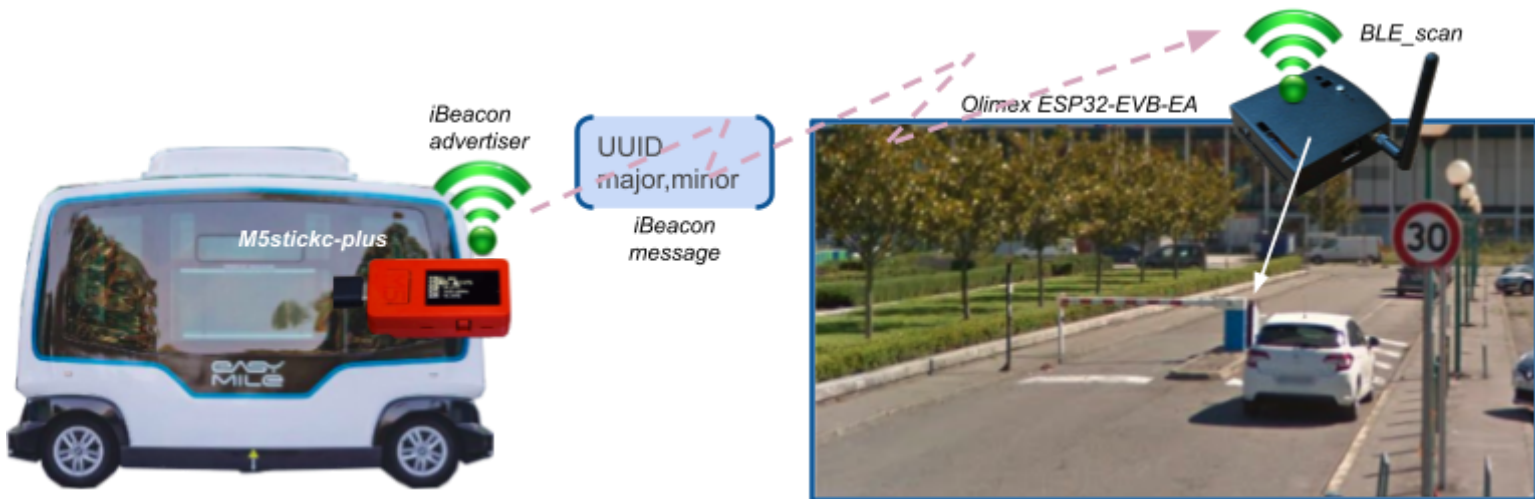 BLE_scan
Olimex ESP32-EVB-EA
iBeacon
advertiser
UUID
major,minor
iBeacon
message
M5stickc-plus
EASY
MILE
30